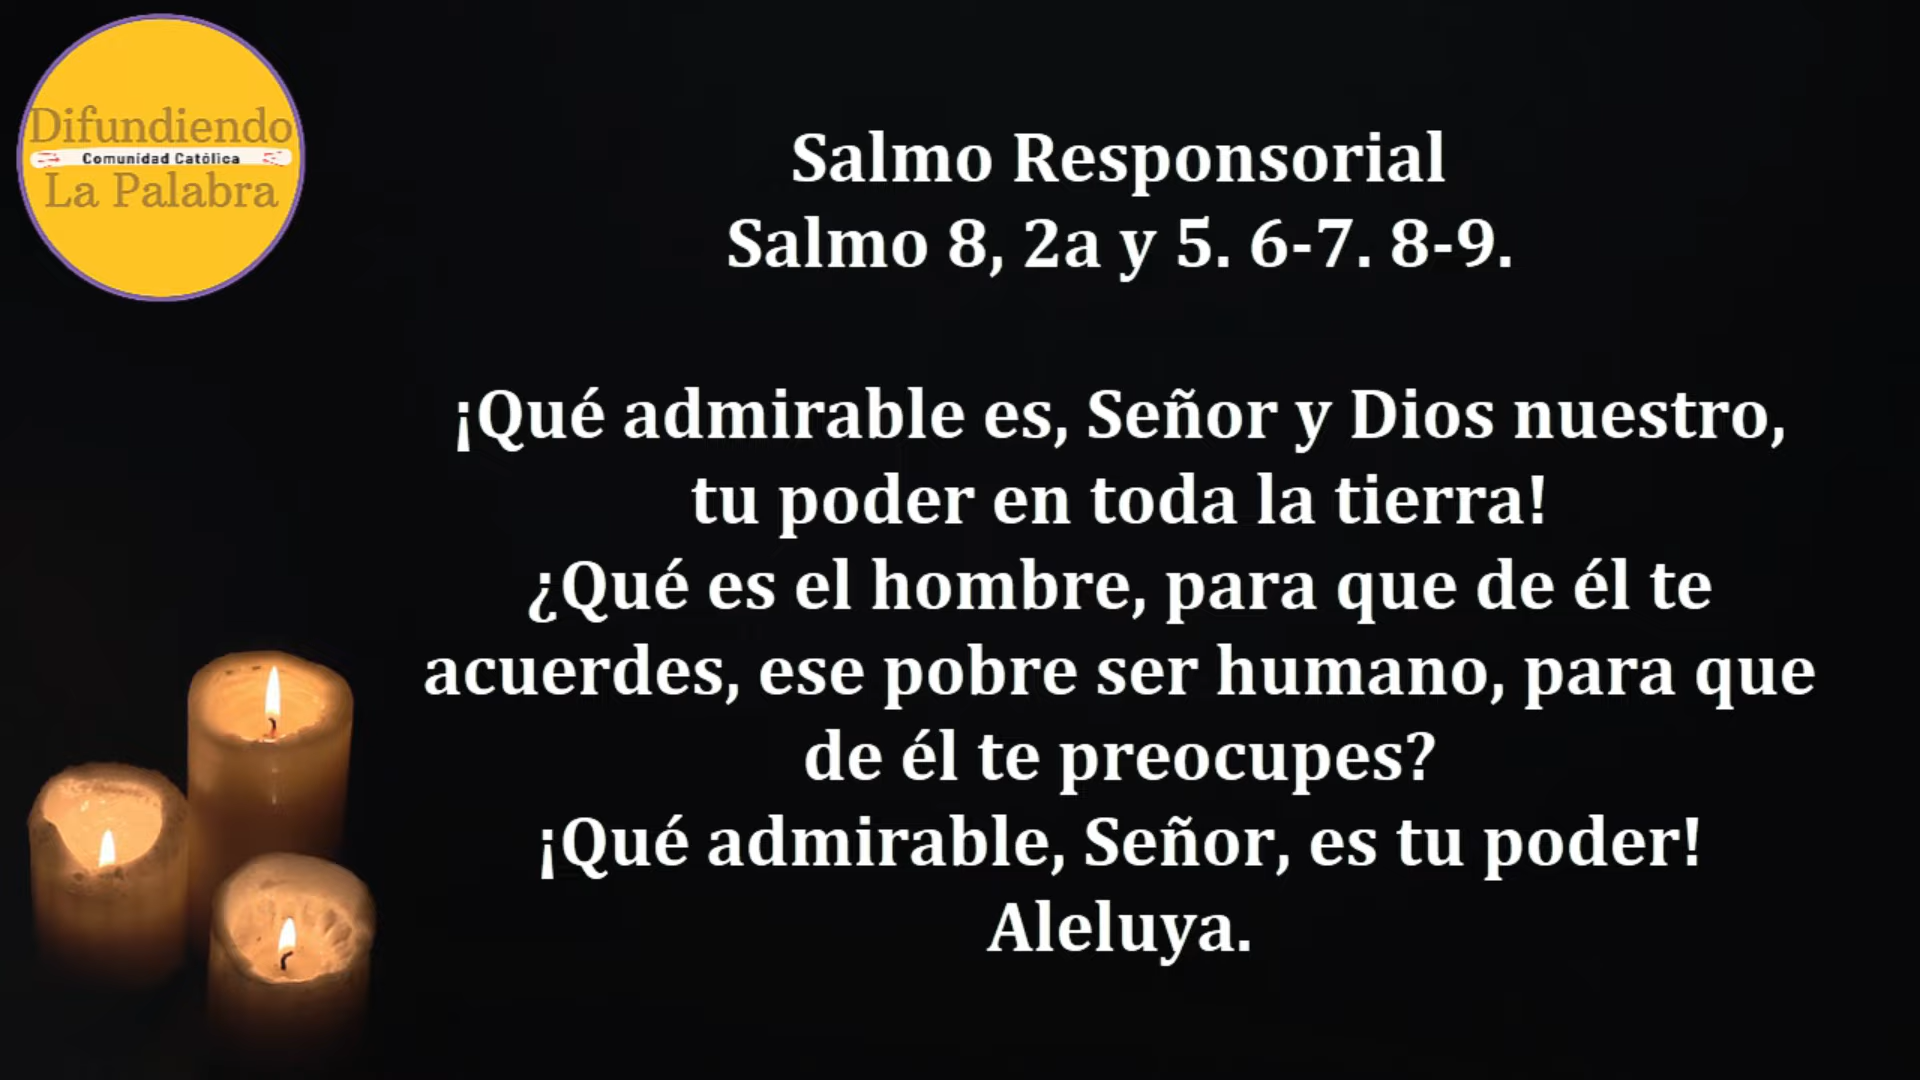 Difundiendo
Comunidad Católica
La Palabra
Salmo Responsorial
Salmo 8, 2a y 5. 6-7. 8-9.
¡Qué admirable es, Señor y Dios nuestro,
tu poder en toda la tierra!
¿Qué es el hombre, para que de él te
acuerdes, ese pobre ser humano, para que
de él te preocupes?
¡Qué admirable, Señor, es tu poder!
Aleluya.